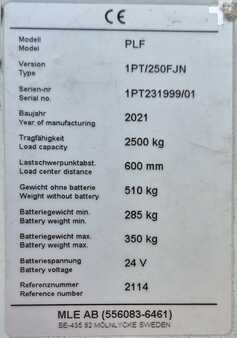 Modell PLF
Model
Version 1PT/250FJN
Type
Serien-nr 1PT231999/01
Serial no.
Baujahr 2021
Year of manufacturing
Tragfähigkeit 2500 kg
Load capacity
Lastschwerpunktabst. 600 mm
Load center distance
Gewicht ohne batterie 510 kg
Weight without battery
Batteriegewicht min. 285 kg
Battery weight min.
Batteriegewicht max. 350 kg
Battery weight max.
Batteriespannung 24 V
Battery voltage
Referenznummer 2114
Reference number
MLE AB (556083-6461)
SE-435 52 MÖLNLYCKE SWEDEN